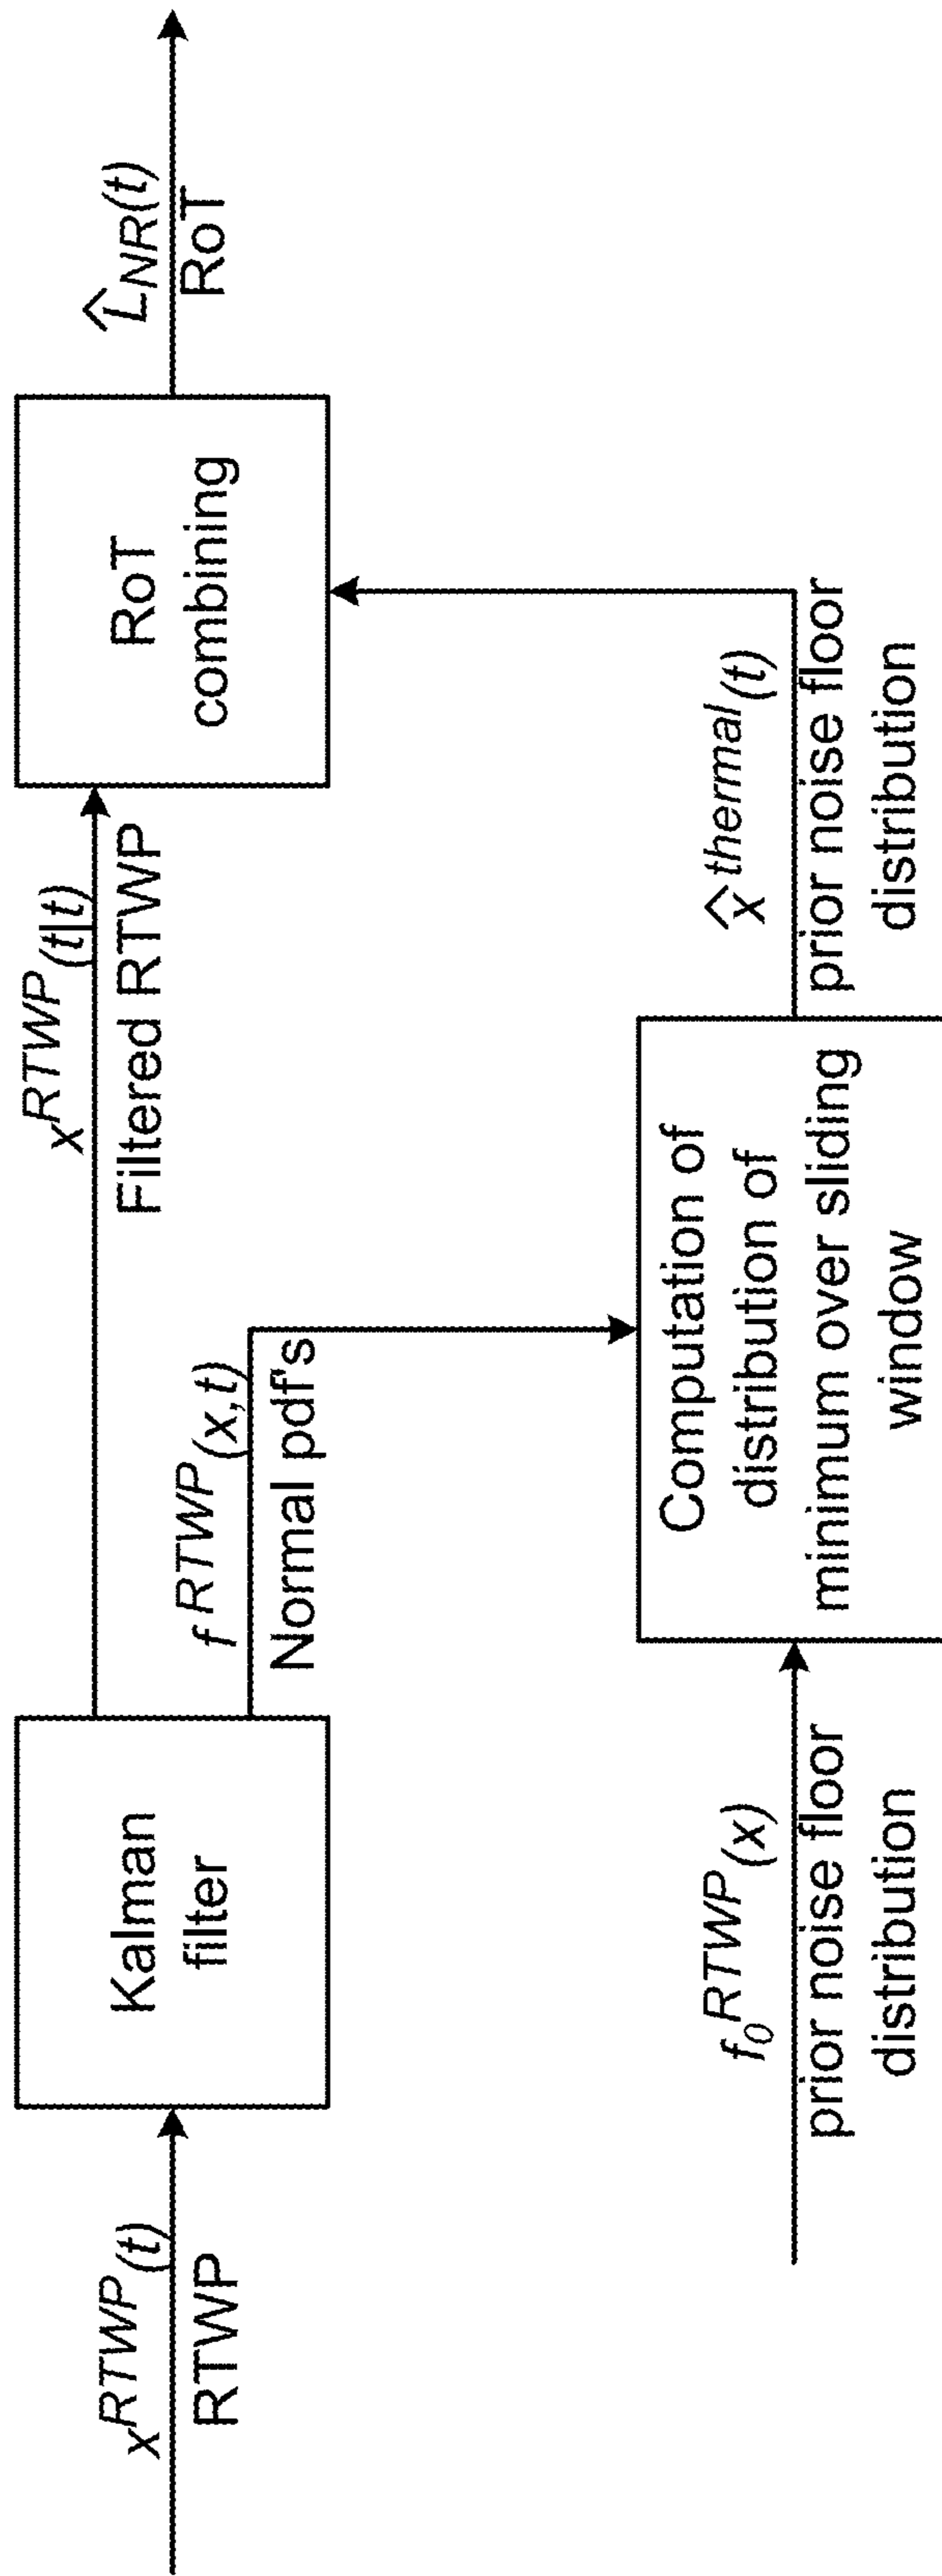 x^RTWP(t)
RTWP
Kalman
filter
x^RTWP(t|t)
Filtered RTWP
f^RTWP(x,t)
Normal pdf's
RoT
combining
L̂_NR(t)
RoT
f_0^RTWP(x)
prior noise floor
distribution
Computation of
distribution of
minimum over sliding
window
x̂^thermal(t)
prior noise floor
distribution